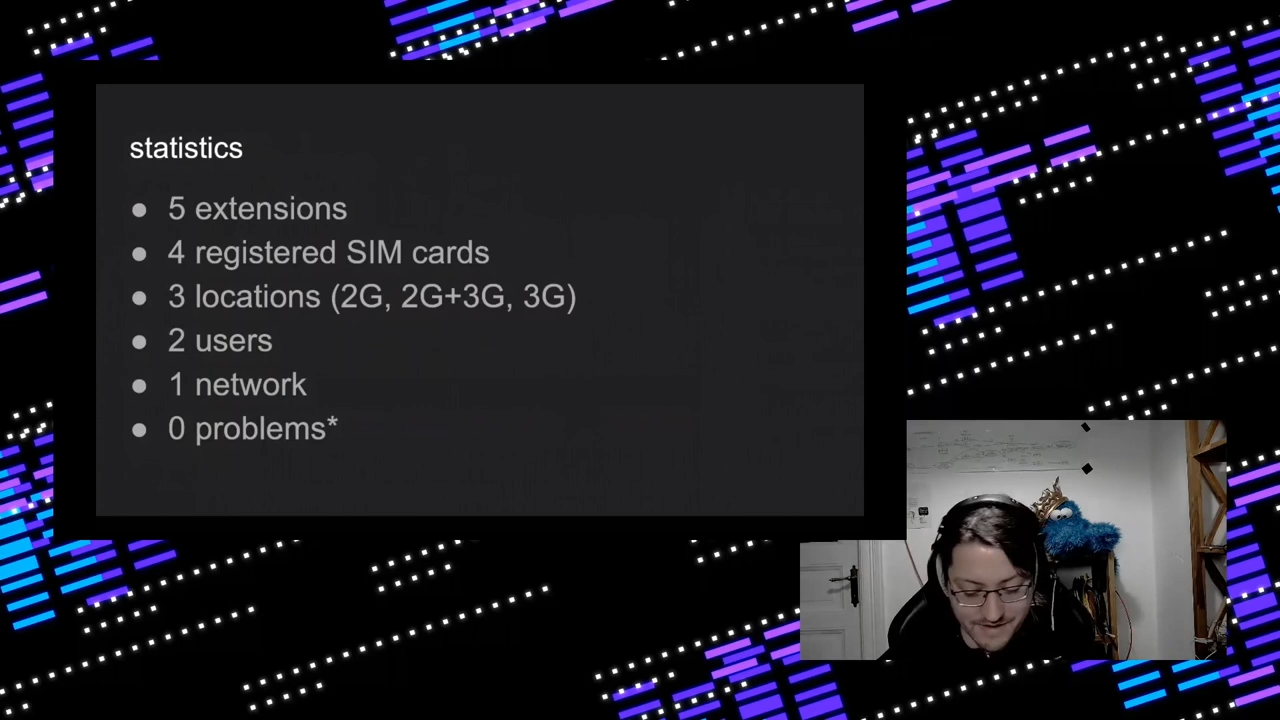 statistics
● 5 extensions
● 4 registered SIM cards
● 3 locations (2G, 2G+3G, 3G)
● 2 users
● 1 network
● 0 problems*